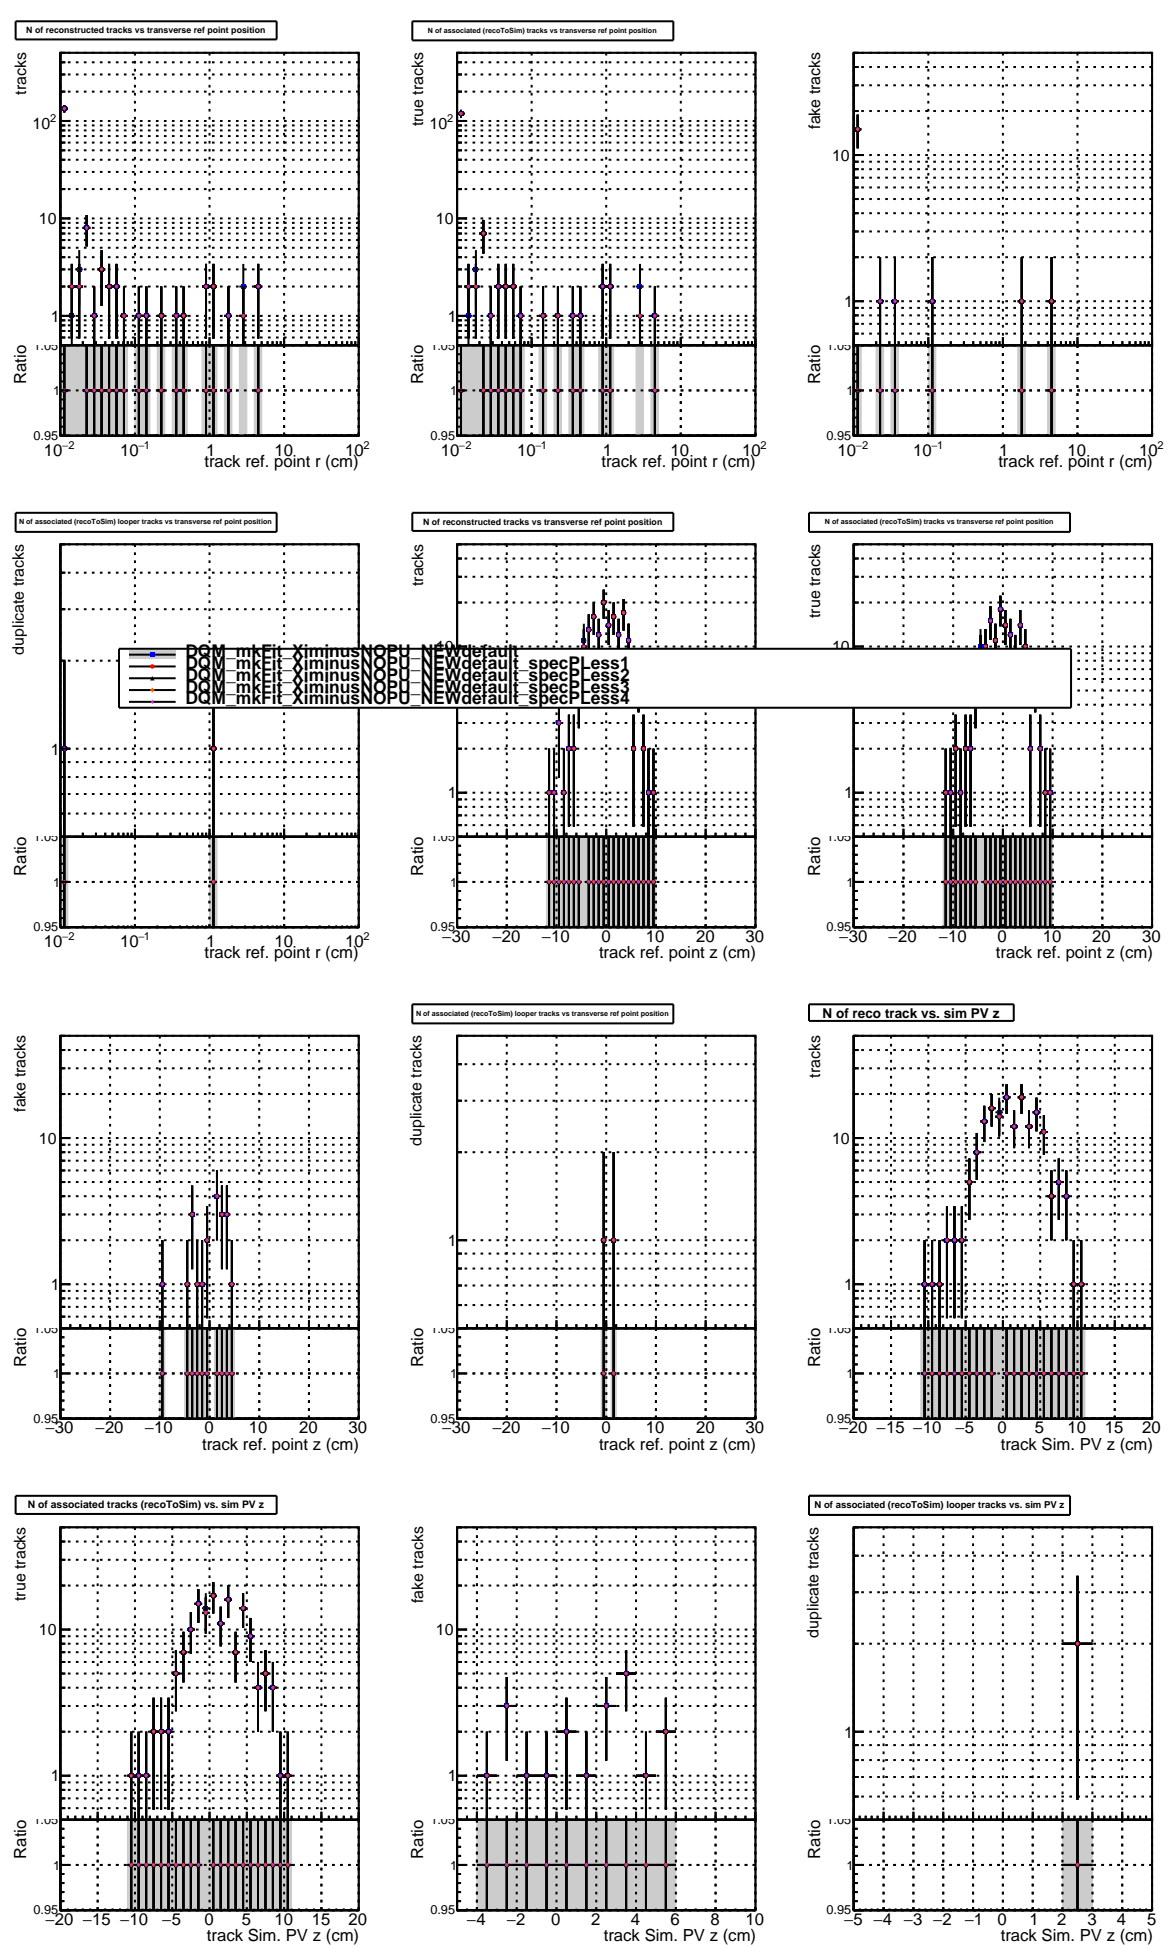 N of reconstructed tracks vs transverse ref point position
tracks
10²
10
1
Ratio
1.05
1
0.95
10⁻² 10⁻¹ 1 10 10²
track ref. point r (cm)
N of associated (recoToSim) tracks vs transverse ref point position
true tracks
10²
10
1
Ratio
1.05
1
0.95
10⁻² 10⁻¹ 1 10 10²
track ref. point r (cm)
fake tracks
10
1
Ratio
1.05
1
0.95
10⁻² 10⁻¹ 1 10 10²
track ref. point r (cm)
N of associated (recoToSim) looper tracks vs transverse ref point position
duplicate tracks
1
Ratio
1.05
1
0.95
10⁻² 10⁻¹ 1 10 10²
track ref. point r (cm)
N of reconstructed tracks vs transverse ref point position
tracks
10
1
Ratio
1.05
1
0.95
−30 −20 −10 0 10 20 30
track ref. point z (cm)
N of associated (recoToSim) tracks vs transverse ref point position
true tracks
10
1
Ratio
1.05
1
0.95
−30 −20 −10 0 10 20 30
track ref. point z (cm)
DQM_mkFit_XiminusNOPU_NEWdefault
DQM_mkFit_XiminusNOPU_NEWdefault_specPLess1
DQM_mkFit_XiminusNOPU_NEWdefault_specPLess2
DQM_mkFit_XiminusNOPU_NEWdefault_specPLess3
DQM_mkFit_XiminusNOPU_NEWdefault_specPLess4
fake tracks
10
1
Ratio
1.05
1
0.95
−30 −20 −10 0 10 20 30
track ref. point z (cm)
N of associated (recoToSim) looper tracks vs transverse ref point position
duplicate tracks
1
Ratio
1.05
1
0.95
−30 −20 −10 0 10 20 30
track ref. point z (cm)
N of reco track vs. sim PV z
tracks
10
1
Ratio
1.05
1
0.95
−20 −15 −10 −5 0 5 10 15 20
track Sim. PV z (cm)
N of associated tracks (recoToSim) vs. sim PV z
true tracks
10
1
Ratio
1.05
1
0.95
−20 −15 −10 −5 0 5 10 15 20
track Sim. PV z (cm)
fake tracks
10
1
Ratio
1.05
1
0.95
−4 −2 0 2 4 6 8 10
track Sim. PV z (cm)
N of associated (recoToSim) looper tracks vs. sim PV z
duplicate tracks
1
Ratio
1.05
1
0.95
−5 −4 −3 −2 −1 0 1 2 3 4 5
track Sim. PV z (cm)